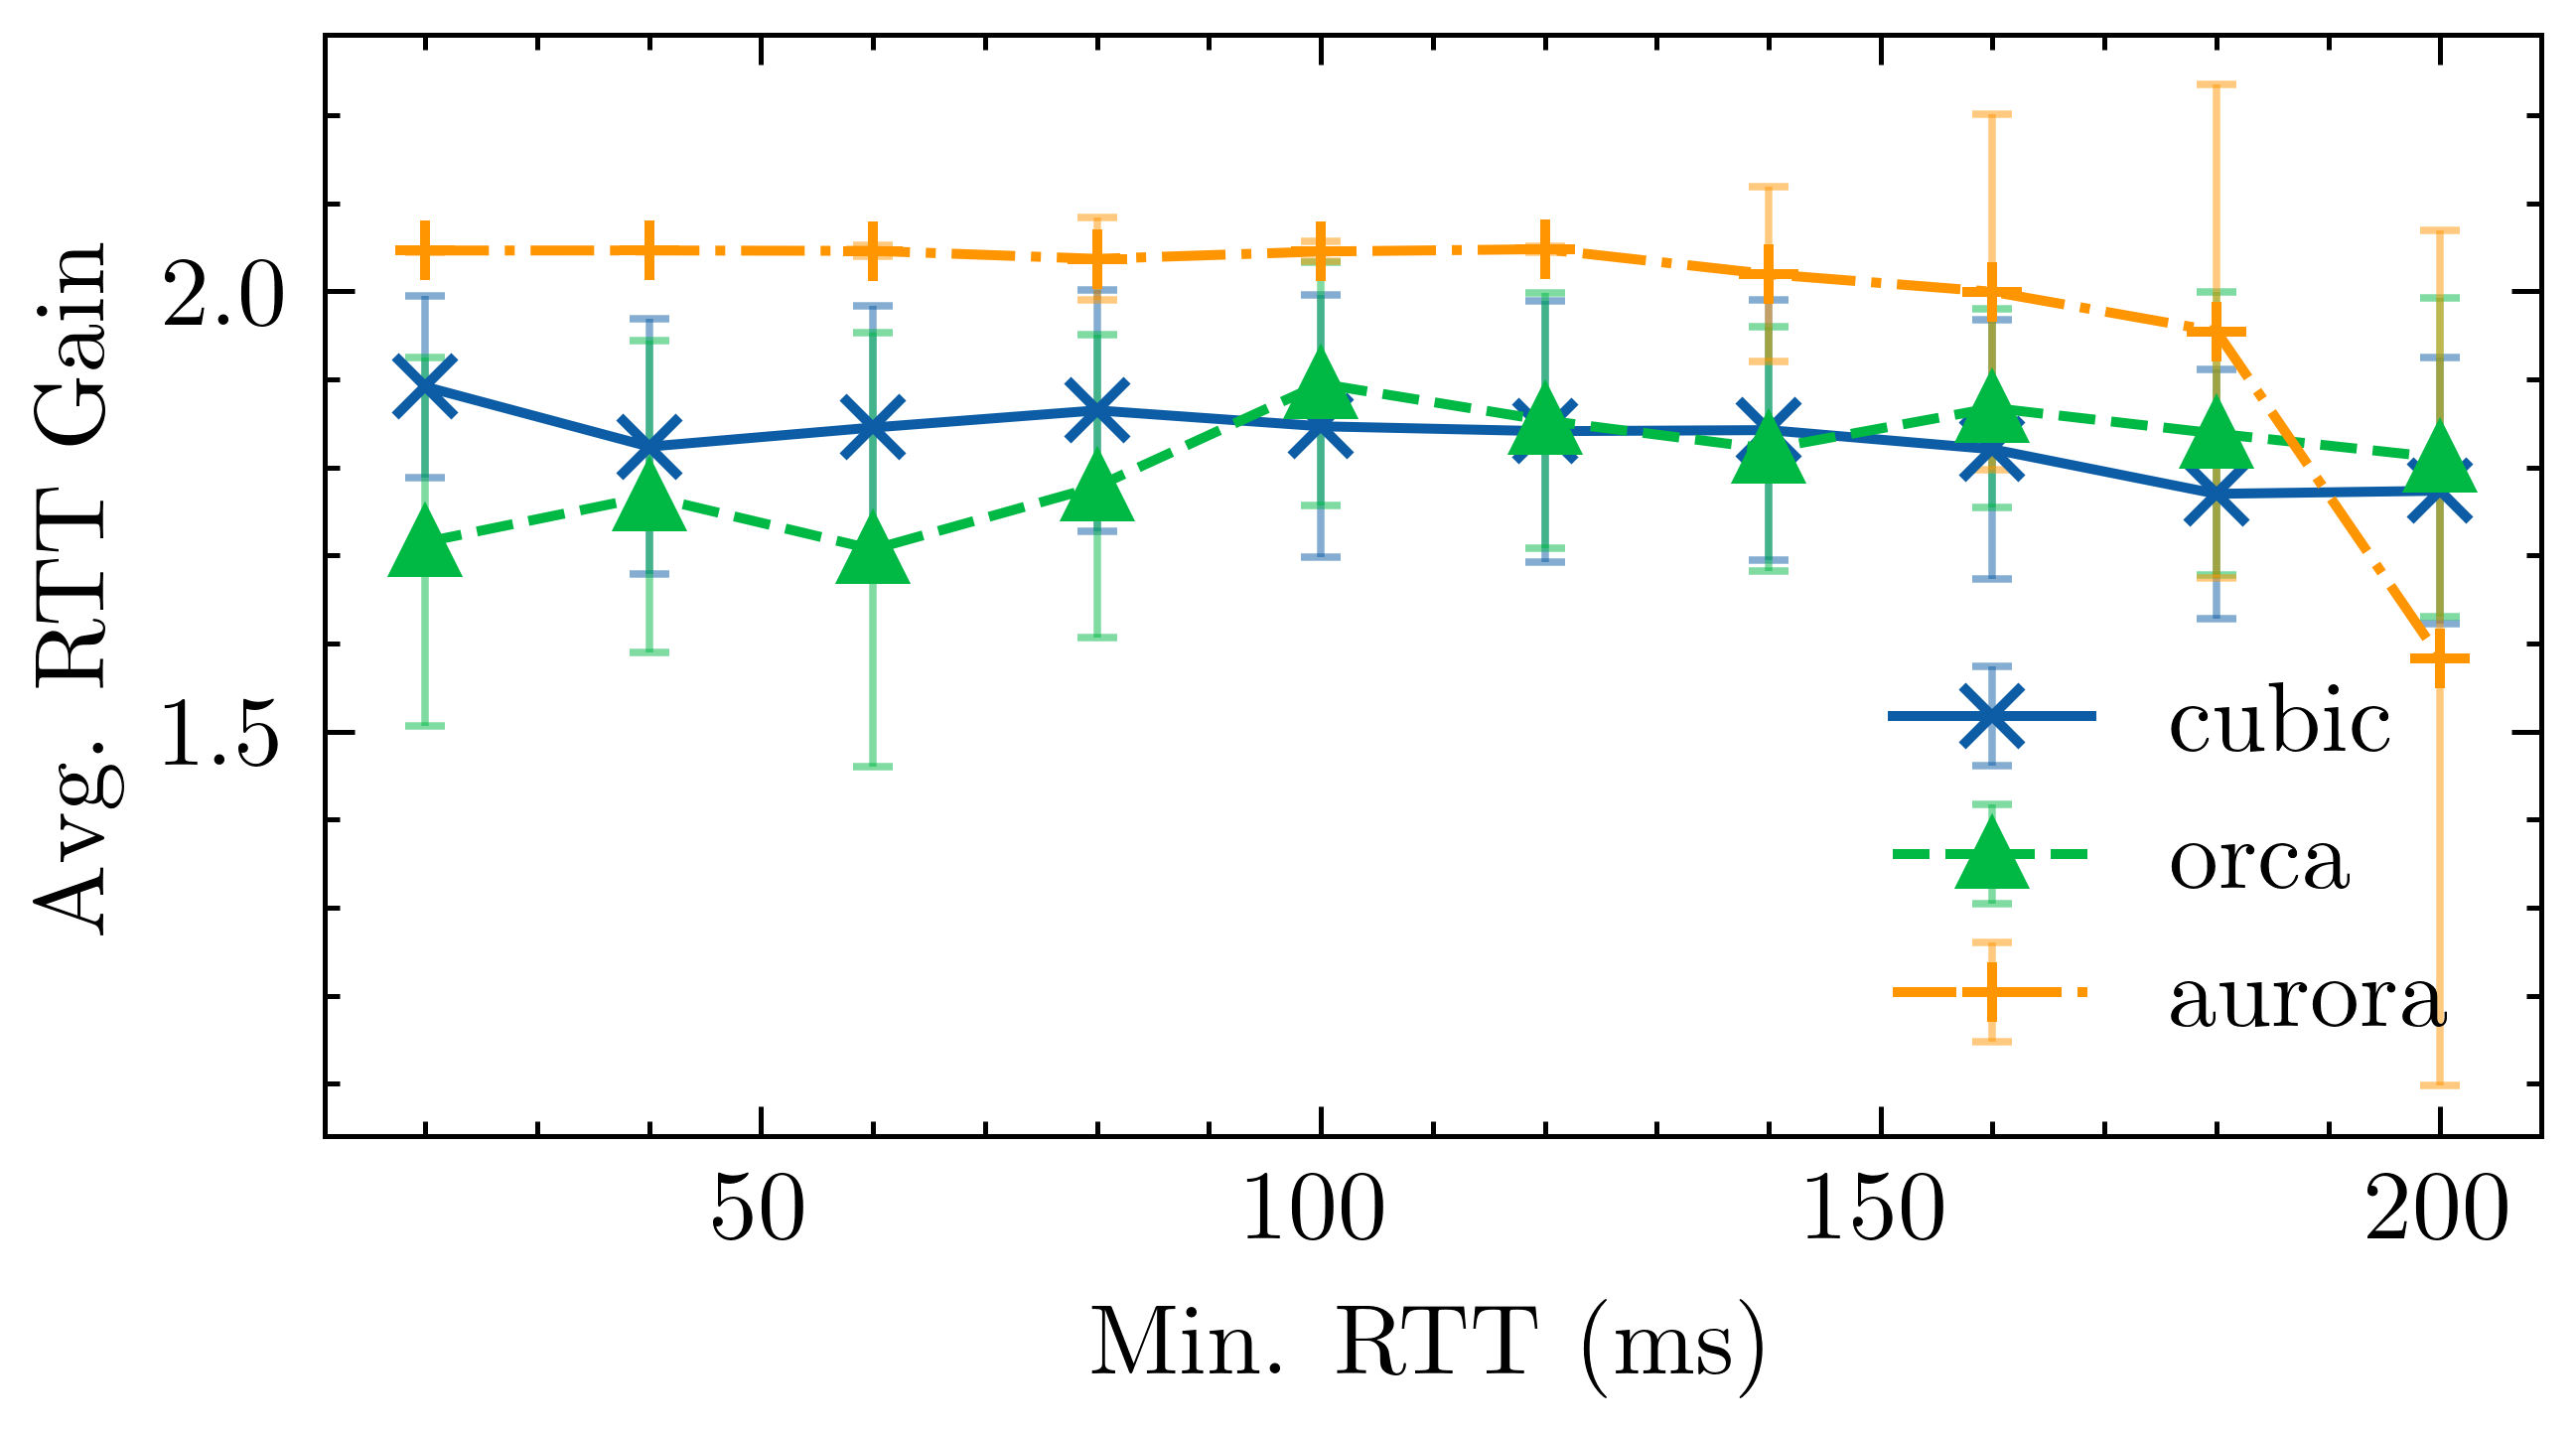 Avg. RTT Gain
2.0
1.5
cubic
orca
aurora
50 100 150 200
Min. RTT (ms)